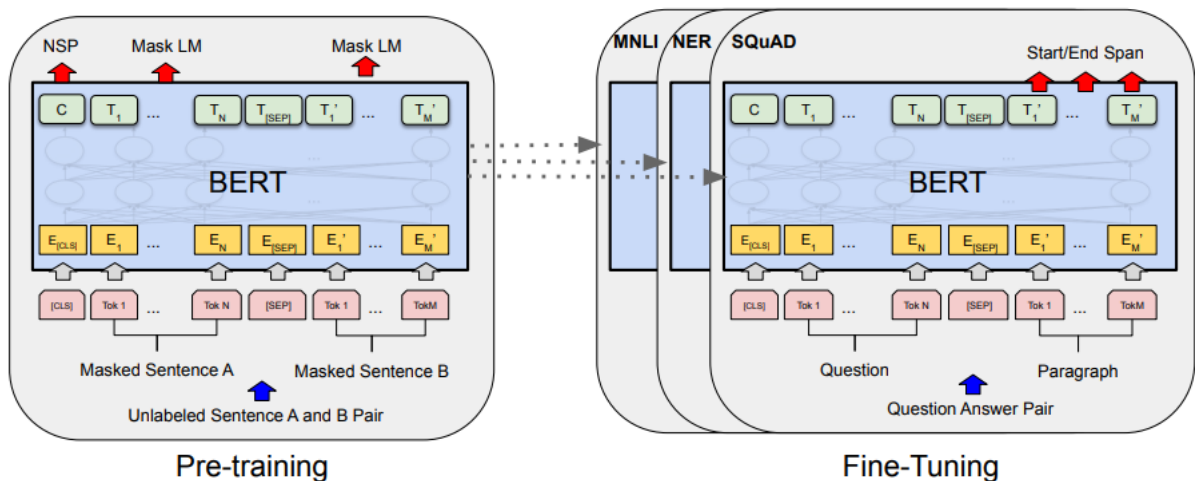 NSP Mask LM Mask LM
C T1 ... TN T[SEP] T1' ... TM'
...
BERT
...
E[CLS] E1 ... EN E[SEP] E1' ... EM'
[CLS] Tok 1 ... Tok N [SEP] Tok 1 ... TokM
Masked Sentence A Masked Sentence B
Unlabeled Sentence A and B Pair
Pre-training
MNLI NER SQuAD
Start/End Span
C T1 ... TN T[SEP] T1' ... TM'
...
BERT
...
E[CLS] E1 ... EN E[SEP] E1' ... EM'
[CLS] Tok 1 ... Tok N [SEP] Tok 1 ... TokM
Question Paragraph
Question Answer Pair
Fine-Tuning